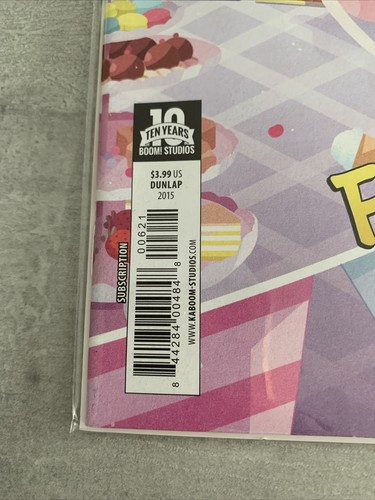 10
TEN YEARS
BOOM! STUDIOS
$3.99 US
DUNLAP
2015
00621
SUBSCRIPTION
8 44284 00484 8
WWW.KABOOM-STUDIOS.COM